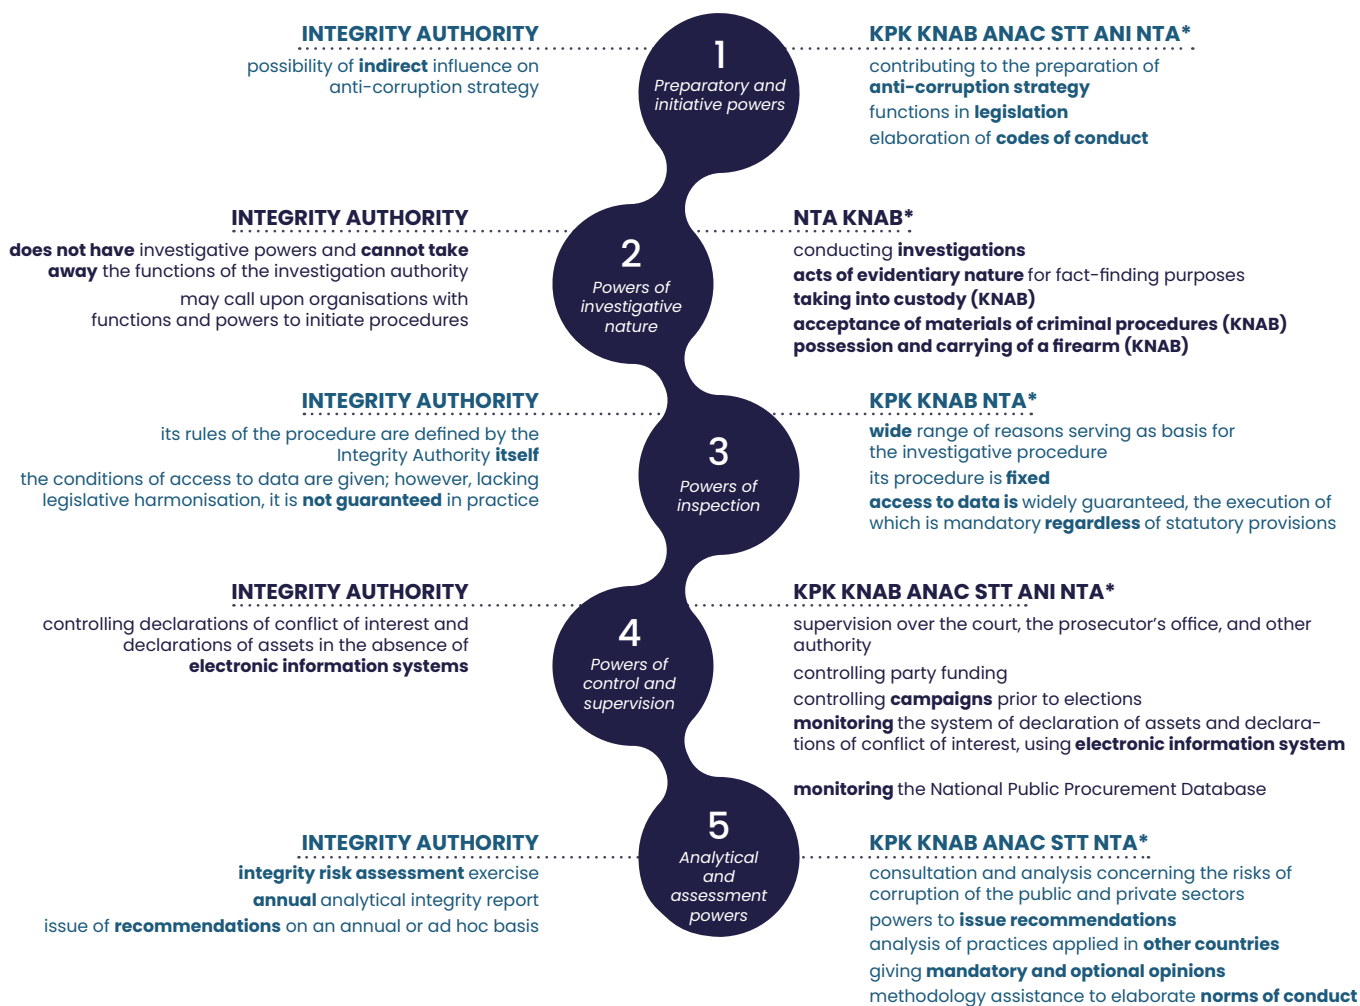 INTEGRITY AUTHORITY
possibility of indirect influence on
anti-corruption strategy
1
Preparatory and
initiative powers
KPK KNAB ANAC STT ANI NTA*
contributing to the preparation of
anti-corruption strategy
functions in legislation
elaboration of codes of conduct
INTEGRITY AUTHORITY
does not have investigative powers and cannot take
away the functions of the investigation authority
may call upon organisations with
functions and powers to initiate procedures
2
Powers of
investigative
nature
NTA KNAB*
conducting investigations
acts of evidentiary nature for fact-finding purposes
taking into custody (KNAB)
acceptance of materials of criminal procedures (KNAB)
possession and carrying of a firearm (KNAB)
INTEGRITY AUTHORITY
its rules of the procedure are defined by the
Integrity Authority itself
the conditions of access to data are given; however, lacking
legislative harmonisation, it is not guaranteed in practice
3
Powers of
inspection
KPK KNAB NTA*
wide range of reasons serving as basis for
the investigative procedure
its procedure is fixed
access to data is widely guaranteed, the execution of
which is mandatory regardless of statutory provisions
INTEGRITY AUTHORITY
controlling declarations of conflict of interest and
declarations of assets in the absence of
electronic information systems
4
Powers of
control and
supervision
KPK KNAB ANAC STT ANI NTA*
supervision over the court, the prosecutor's office, and other
authority
controlling party funding
controlling campaigns prior to elections
monitoring the system of declaration of assets and declara-
tions of conflict of interest, using electronic information system
monitoring the National Public Procurement Database
INTEGRITY AUTHORITY
integrity risk assessment exercise
annual analytical integrity report
issue of recommendations on an annual or ad hoc basis
5
Analytical
and
assessment
powers
KPK KNAB ANAC STT NTA*
consultation and analysis concerning the risks of
corruption of the public and private sectors
powers to issue recommendations
analysis of practices applied in other countries
giving mandatory and optional opinions
methodology assistance to elaborate norms of conduct